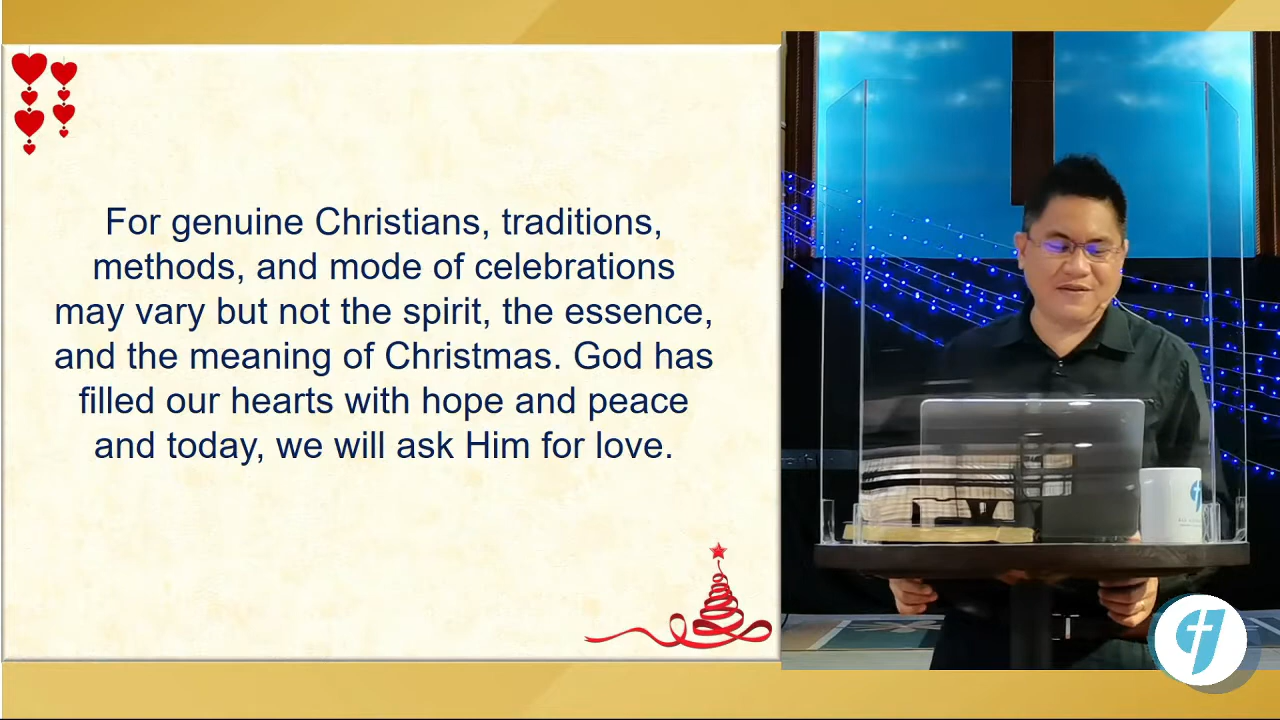 For genuine Christians, traditions,
methods, and mode of celebrations
may vary but not the spirit, the essence,
and the meaning of Christmas. God has
filled our hearts with hope and peace
and today, we will ask Him for love.